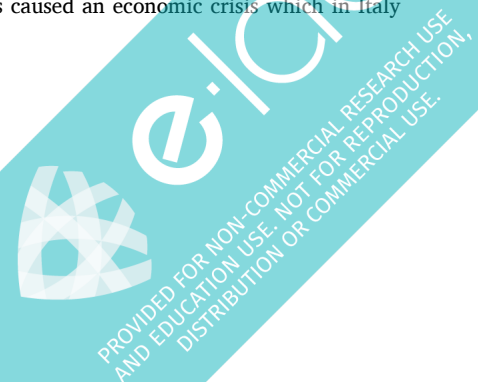 s caused an economic crisis which in Italy
PROVIDED FOR NON-COMMERCIAL RESEARCH USE
AND EDUCATION USE. NOT FOR REPRODUCTION,
DISTRIBUTION OR COMMERCIAL USE.